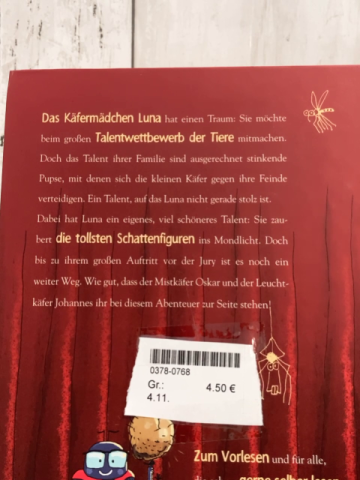 Das Käfermädchen Luna hat einen Traum: Sie möchte
beim großen Talentwettbewerb der Tiere mitmachen.
Doch das Talent ihrer Familie sind ausgerechnet stinkende
Pupse, mit denen sich die kleinen Käfer gegen ihre Feinde
verteidigen. Ein Talent, auf das Luna nicht gerade stolz ist.
Dabei hat Luna ein eigenes, viel schöneres Talent: Sie zau-
bert die tollsten Schattenfiguren ins Mondlicht. Doch
bis zu ihrem großen Auftritt vor der Jury ist es noch ein
weiter Weg. Wie gut, dass der Mistkäfer Oskar und der Leucht-
käfer Johannes ihr bei diesem Abenteuer zur Seite stehen!
0378-0768
Gr.: 4.50 €
4.11.
Zum Vorlesen und für alle,
die gerne selber lesen